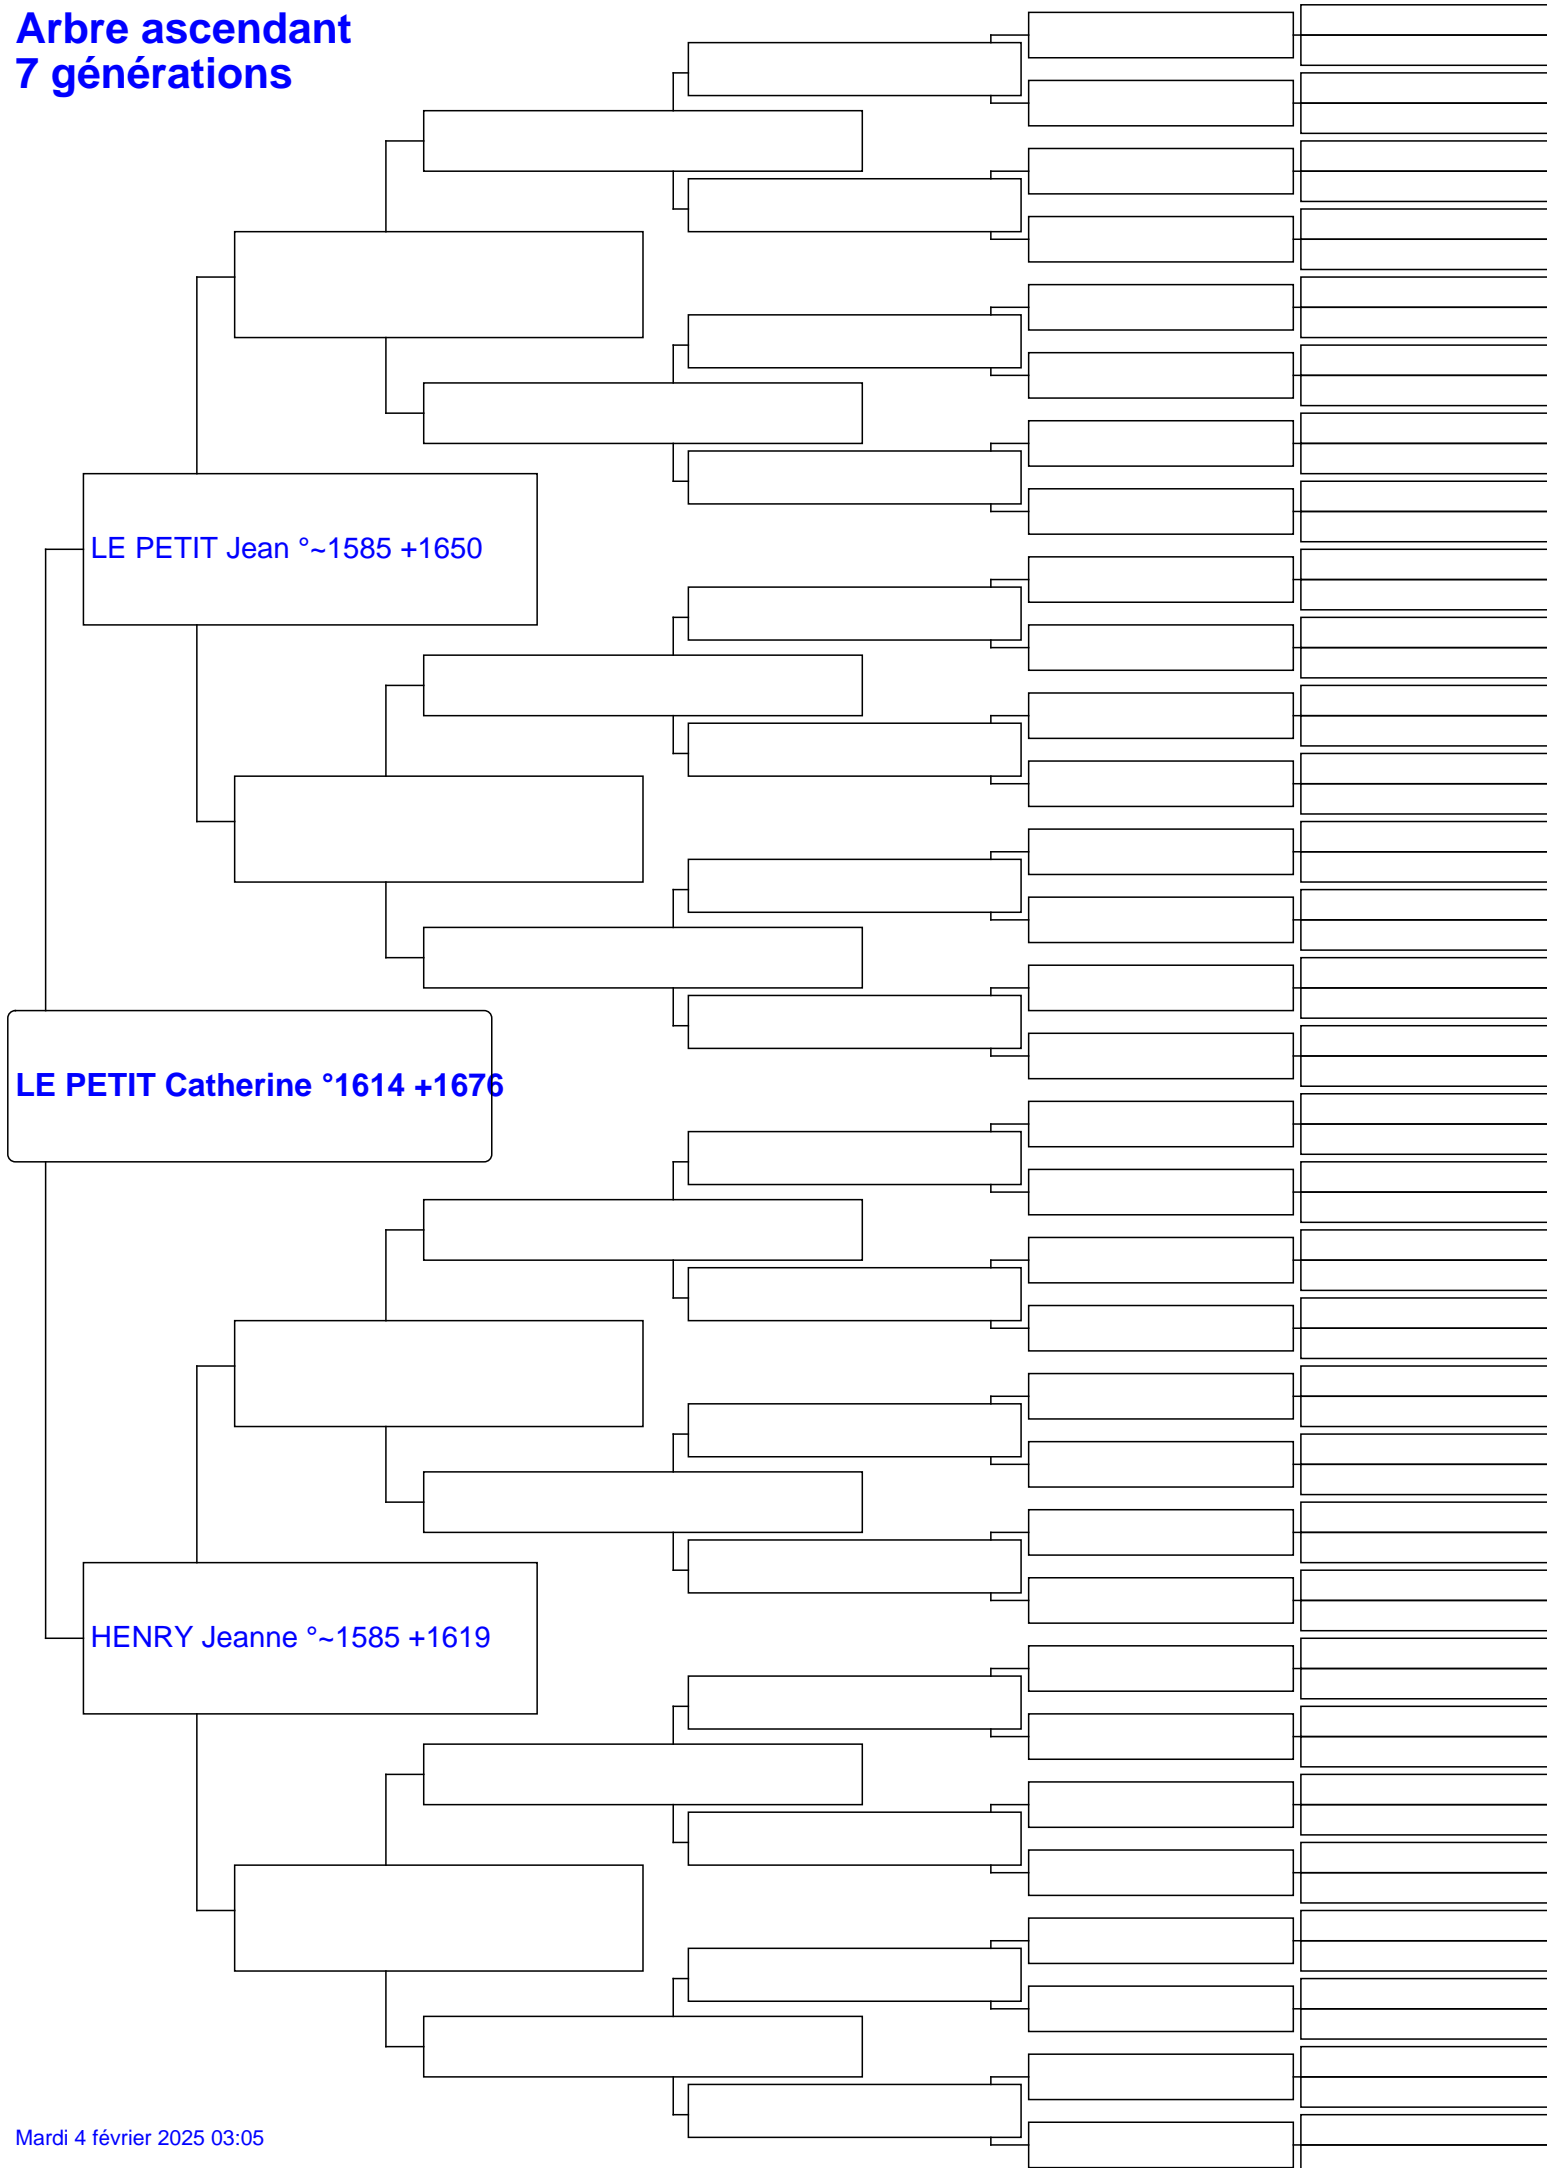 Arbre ascendant
7 générations
LE PETIT Jean °~1585 +1650
LE PETIT Catherine °1614 +1676
HENRY Jeanne °~1585 +1619
Mardi 4 février 2025 03:05